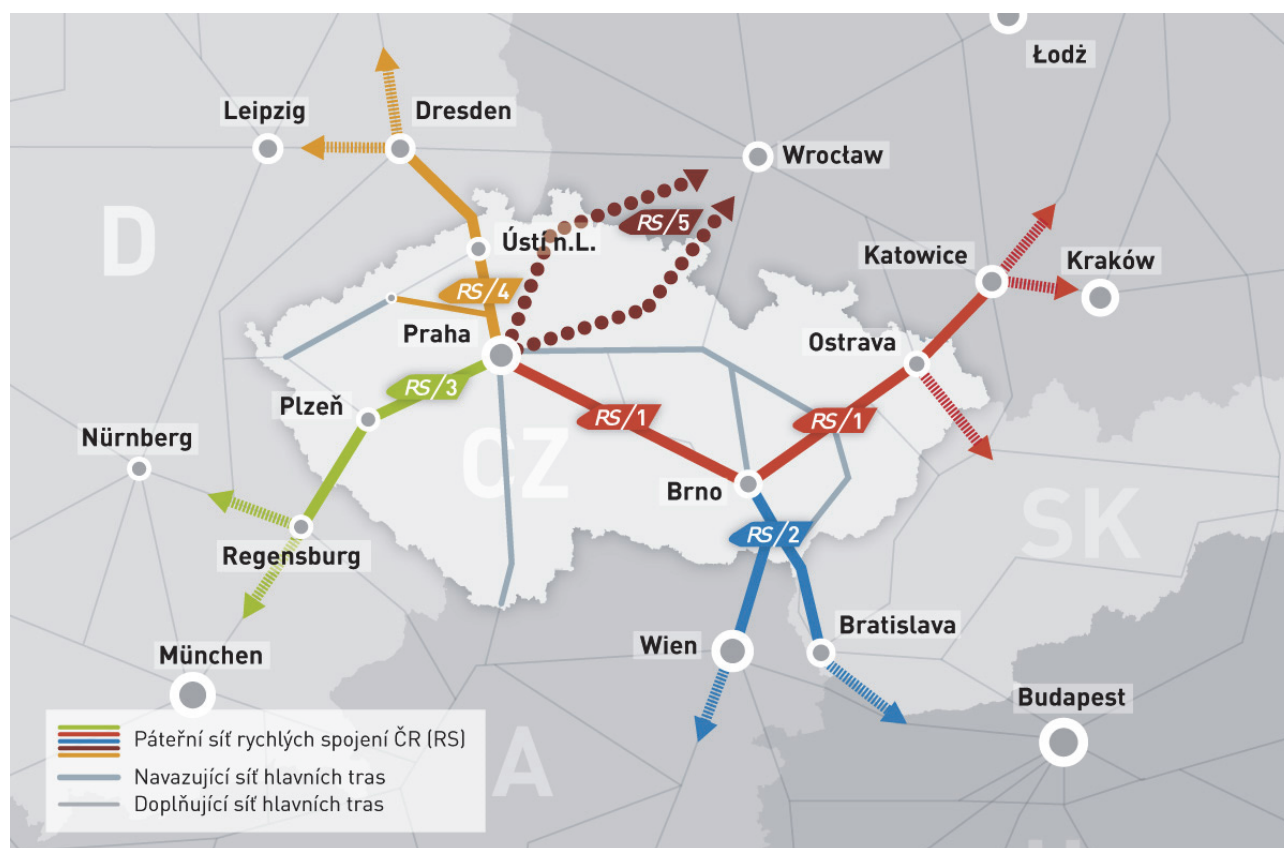 Łodż
Leipzig
Dresden
Wrocław
D
RS/5
Ústí n.L.
Katowice
Kraków
RS/4
Praha
Ostrava
RS/3
Plzeň
RS/1
RS/1
Nürnberg
CZ
Brno
SK
RS/2
Regensburg
Wien
Bratislava
München
Budapest
Páteřní síť rychlých spojení ČR (RS)
A
Navazující síť hlavních tras
Doplňující síť hlavních tras